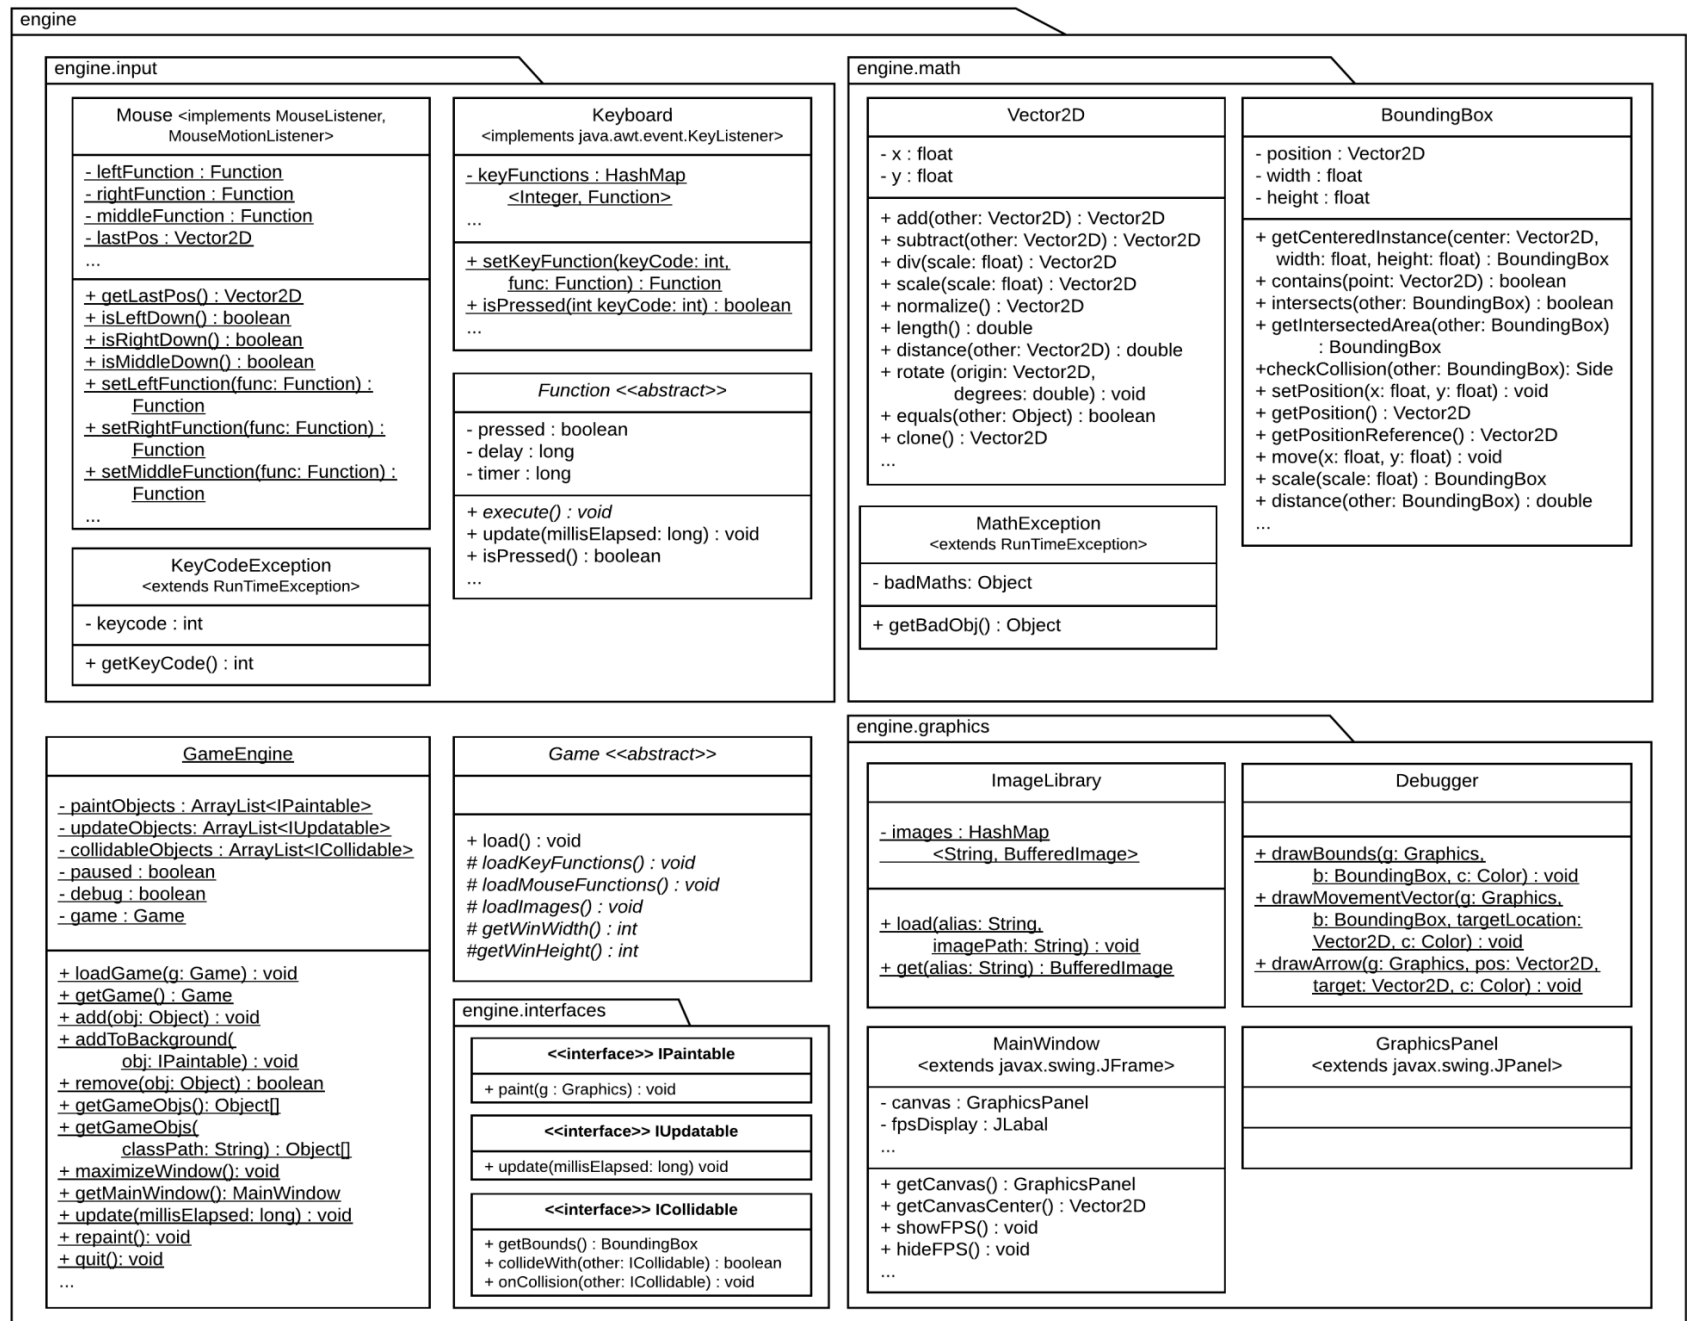 engine
engine.input
Mouse <implements MouseListener,
MouseMotionListener>
- leftFunction : Function
- rightFunction : Function
- middleFunction : Function
- lastPos : Vector2D
...
+ getLastPos() : Vector2D
+ isLeftDown() : boolean
+ isRightDown() : boolean
+ isMiddleDown() : boolean
+ setLeftFunction(func: Function) :
Function
+ setRightFunction(func: Function) :
Function
+ setMiddleFunction(func: Function) :
Function
...
Keyboard
<implements java.awt.event.KeyListener>
- keyFunctions : HashMap
<Integer, Function>
...
+ setKeyFunction(keyCode: int,
func: Function) : Function
+ isPressed(int keyCode: int) : boolean
...
Function <<abstract>>
- pressed : boolean
- delay : long
- timer : long
+ execute() : void
+ update(millisElapsed: long) : void
+ isPressed() : boolean
...
KeyCodeException
<extends RunTimeException>
- keycode : int
+ getKeyCode() : int
engine.math
Vector2D
- x : float
- y : float
+ add(other: Vector2D) : Vector2D
+ subtract(other: Vector2D) : Vector2D
+ div(scale: float) : Vector2D
+ scale(scale: float) : Vector2D
+ normalize() : Vector2D
+ length() : double
+ distance(other: Vector2D) : double
+ rotate (origin: Vector2D,
degrees: double) : void
+ equals(other: Object) : boolean
+ clone() : Vector2D
...
BoundingBox
- position : Vector2D
- width : float
- height : float
+ getCenteredInstance(center: Vector2D,
width: float, height: float) : BoundingBox
+ contains(point: Vector2D) : boolean
+ intersects(other: BoundingBox) : boolean
+ getIntersectedArea(other: BoundingBox)
: BoundingBox
+checkCollision(other: BoundingBox): Side
+ setPosition(x: float, y: float) : void
+ getPosition() : Vector2D
+ getPositionReference() : Vector2D
+ move(x: float, y: float) : void
+ scale(scale: float) : BoundingBox
+ distance(other: BoundingBox) : double
...
MathException
<extends RunTimeException>
- badMaths: Object
+ getBadObj() : Object
GameEngine
- paintObjects : ArrayList<IPaintable>
- updateObjects: ArrayList<IUpdatable>
- collidableObjects : ArrayList<ICollidable>
- paused : boolean
- debug : boolean
- game : Game
+ loadGame(g: Game) : void
+ getGame() : Game
+ add(obj: Object) : void
+ addToBackground(
obj: IPaintable) : void
+ remove(obj: Object) : boolean
+ getGameObjs(): Object[]
+ getGameObjs(
classPath: String) : Object[]
+ maximizeWindow(): void
+ getMainWindow(): MainWindow
+ update(millisElapsed: long) : void
+ repaint(): void
+ quit(): void
...
Game <<abstract>>
+ load() : void
# loadKeyFunctions() : void
# loadMouseFunctions() : void
# loadImages() : void
# getWinWidth() : int
#getWinHeight() : int
engine.interfaces
<<interface>> IPaintable
+ paint(g : Graphics) : void
<<interface>> IUpdatable
+ update(millisElapsed: long) void
<<interface>> ICollidable
+ getBounds() : BoundingBox
+ collideWith(other: ICollidable) : boolean
+ onCollision(other: ICollidable) : void
engine.graphics
ImageLibrary
- images : HashMap
<String, BufferedImage>
+ load(alias: String,
imagePath: String) : void
+ get(alias: String) : BufferedImage
Debugger
+ drawBounds(g: Graphics,
b: BoundingBox, c: Color) : void
+ drawMovementVector(g: Graphics,
b: BoundingBox, targetLocation:
Vector2D, c: Color) : void
+ drawArrow(g: Graphics, pos: Vector2D,
target: Vector2D, c: Color) : void
MainWindow
<extends javax.swing.JFrame>
- canvas : GraphicsPanel
- fpsDisplay : JLabal
...
+ getCanvas() : GraphicsPanel
+ getCanvasCenter() : Vector2D
+ showFPS() : void
+ hideFPS() : void
...
GraphicsPanel
<extends javax.swing.JPanel>